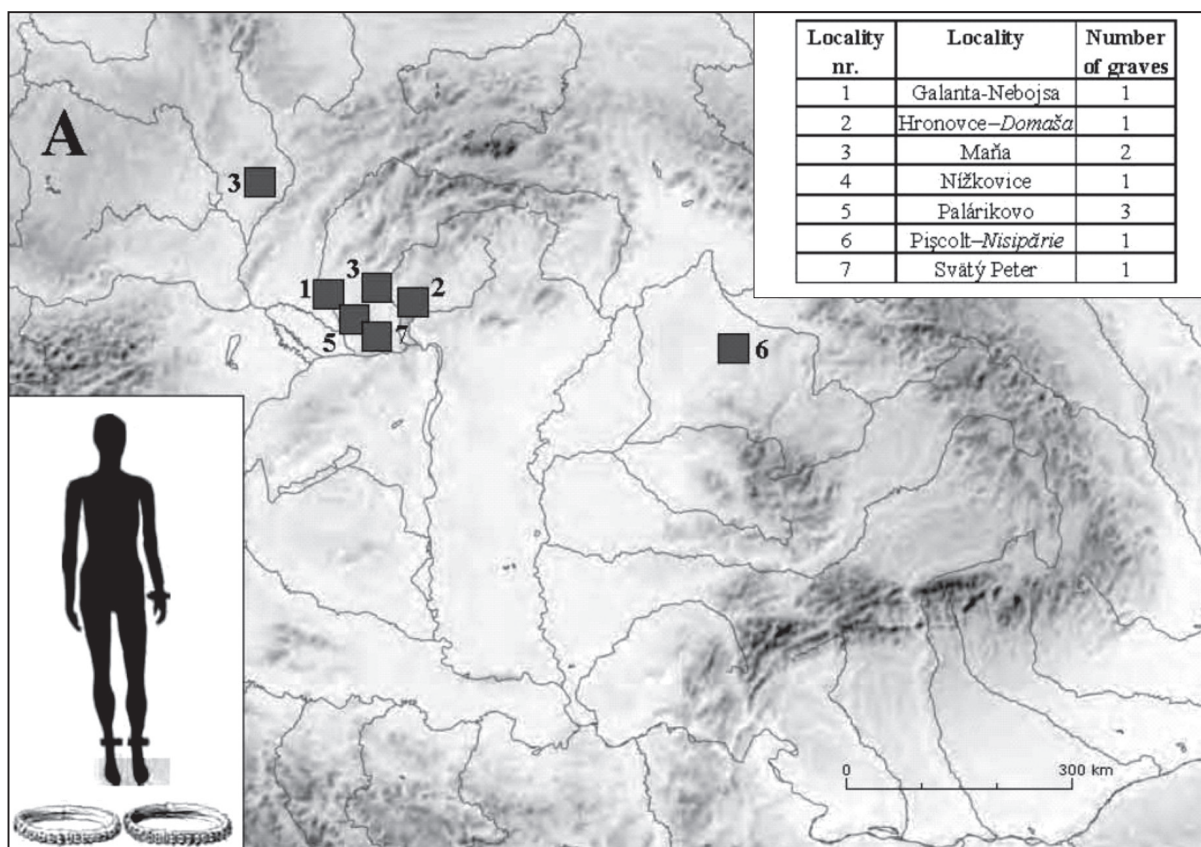 A
Locality nr. Locality Number of graves
1 Galanta-Nebojsa 1
2 Hronovce–Domaša 1
3 Maňa 2
4 Nížkovice 1
5 Palárikovo 3
6 Pişcolt–Nisipărie 1
7 Svätý Peter 1
3
3
1
2
5
7
6
0 300 km